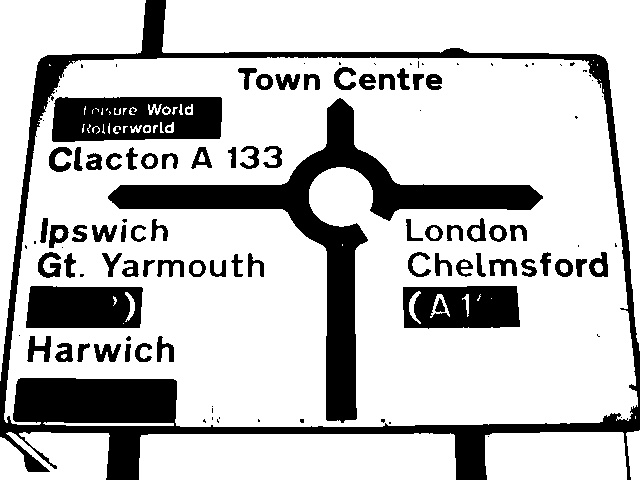 Town Centre
Leisure World
Rollerworld
Clacton A 133
Ipswich
Gt. Yarmouth
Harwich
London
Chelmsford